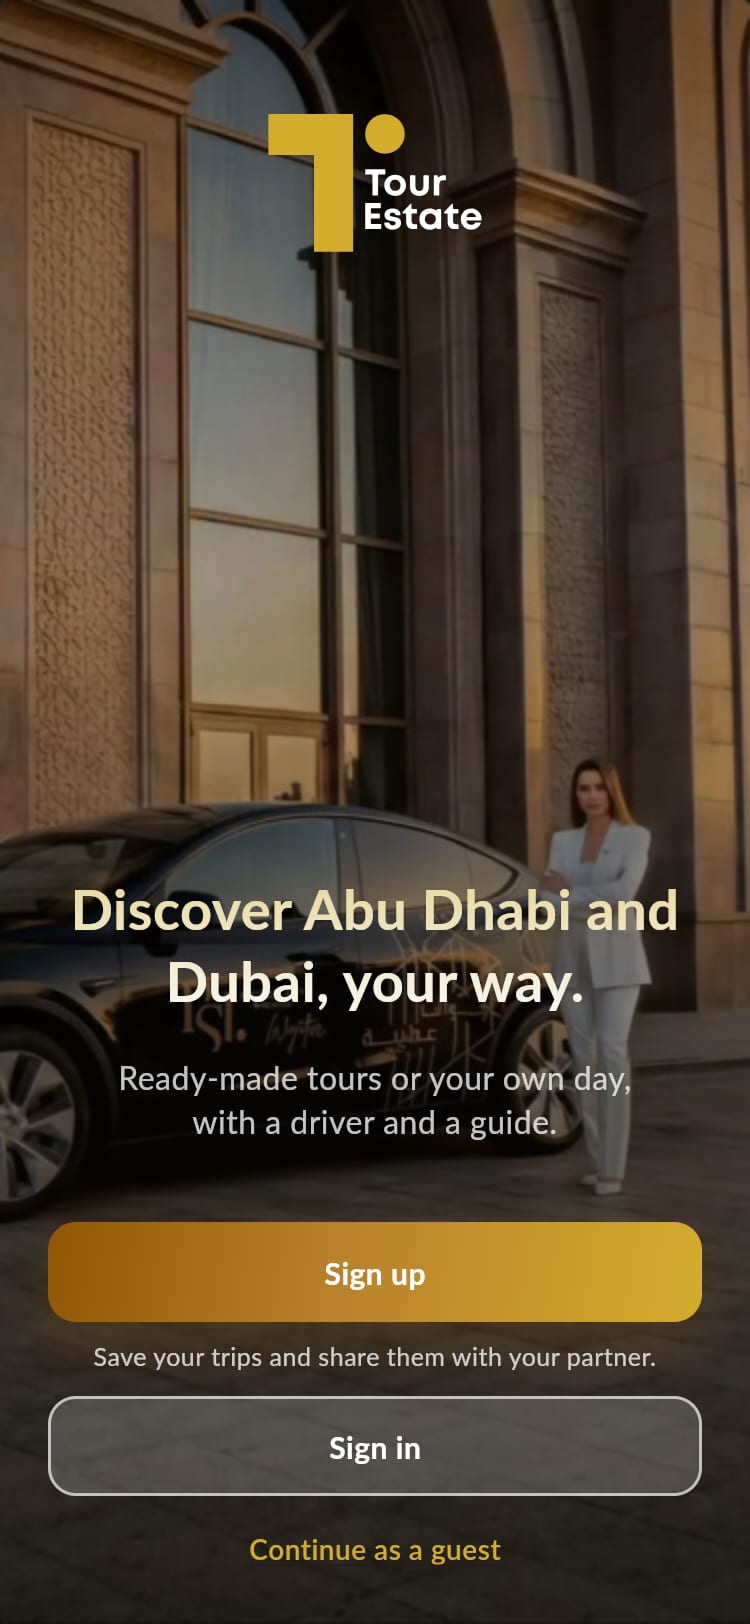 Tour
Estate
Discover Abu Dhabi and
Dubai, your way.
Ready-made tours or your own day,
with a driver and a guide.
Sign up
Save your trips and share them with your partner.
Sign in
Continue as a guest